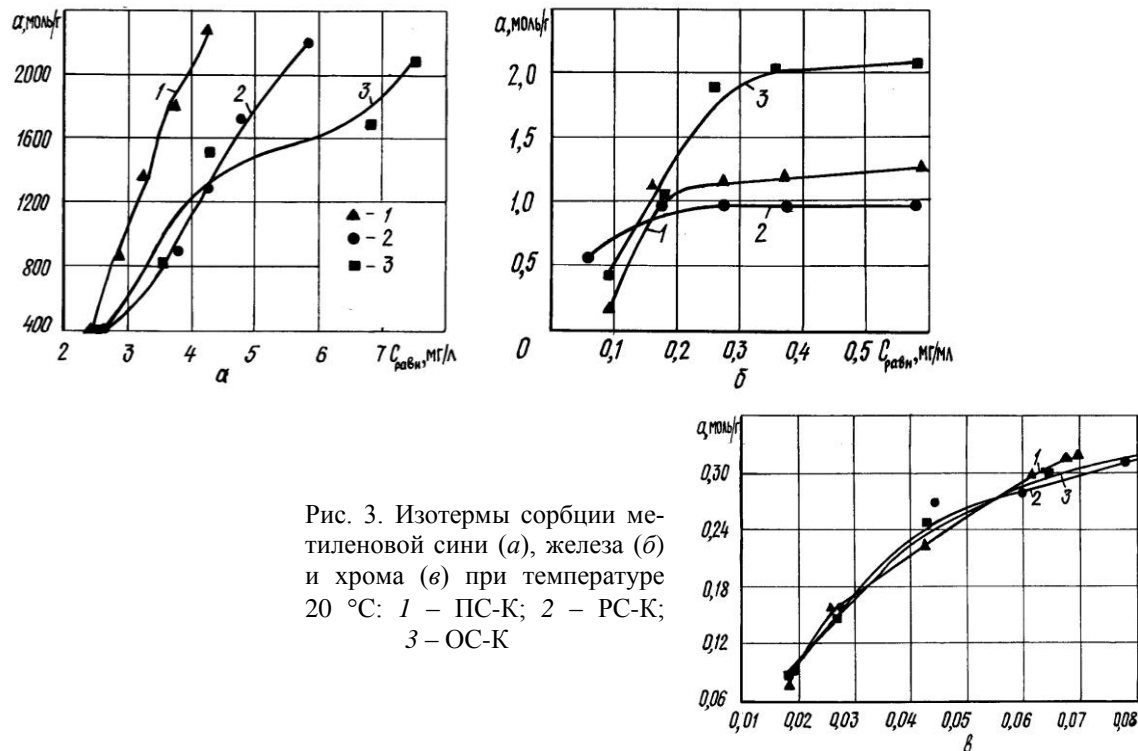 a, моль/г
2000
1600
1200
800
400
1
2
3
▲ – 1
● – 2
■ – 3
2 3 4 5 6 7 Cравн, мг/л
а
a, моль/г
2,0
1,5
1,0
0,5
0
3
1
2
0,1 0,2 0,3 0,4 0,5 Cравн, мг/мл
б
a, моль/г
0,30
0,24
0,18
0,12
0,06
1
2
3
0,01 0,02 0,03 0,04 0,05 0,06 0,07 0,08
в
Рис. 3. Изотермы сорбции ме-
тиленовой сини (а), железа (б)
и хрома (в) при температуре
20 °С: 1 – ПС-К; 2 – РС-К;
3 – ОС-К